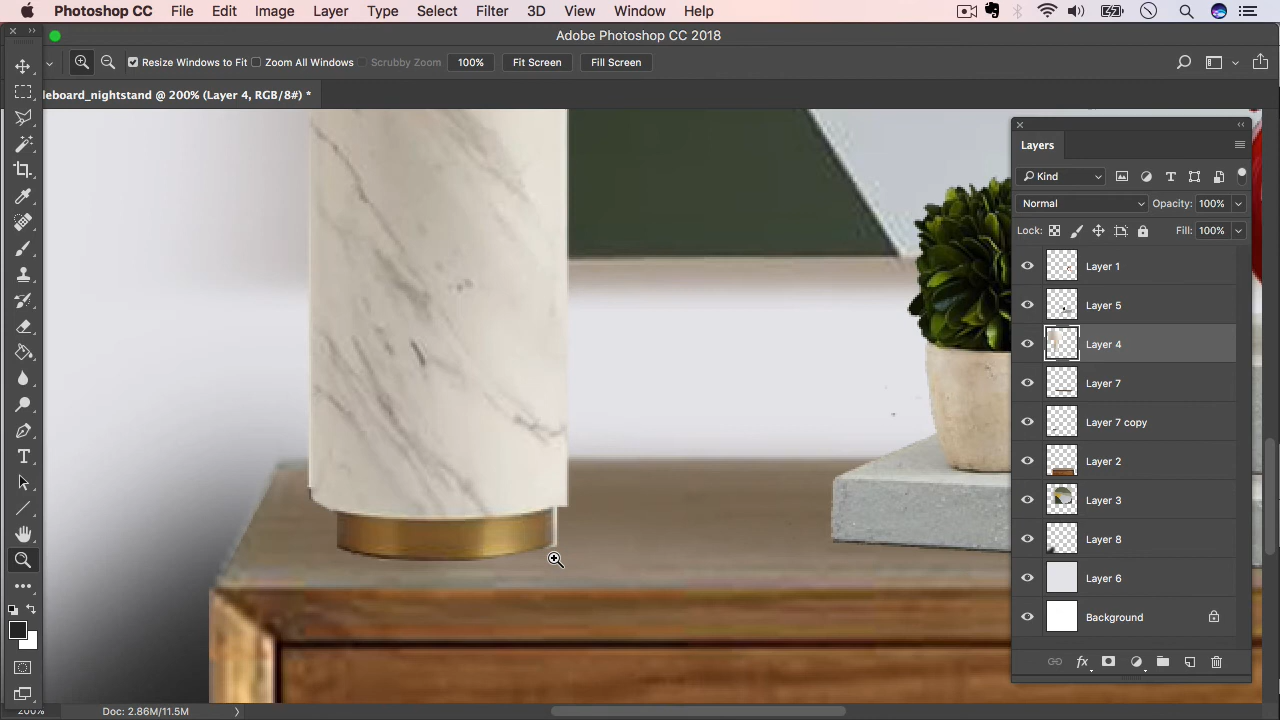 Photoshop CC File Edit Image Layer Type Select Filter 3D View Window Help
Adobe Photoshop CC 2018
Resize Windows to Fit Zoom All Windows Scrubby Zoom 100% Fit Screen Fill Screen
leboard_nightstand @ 200% (Layer 4, RGB/8#) *
Layers
Kind
Normal Opacity: 100%
Lock: Fill: 100%
Layer 1
Layer 5
Layer 4
Layer 7
Layer 7 copy
Layer 2
Layer 3
Layer 8
Layer 6
Background
fx
200% Doc: 2.86M/11.5M